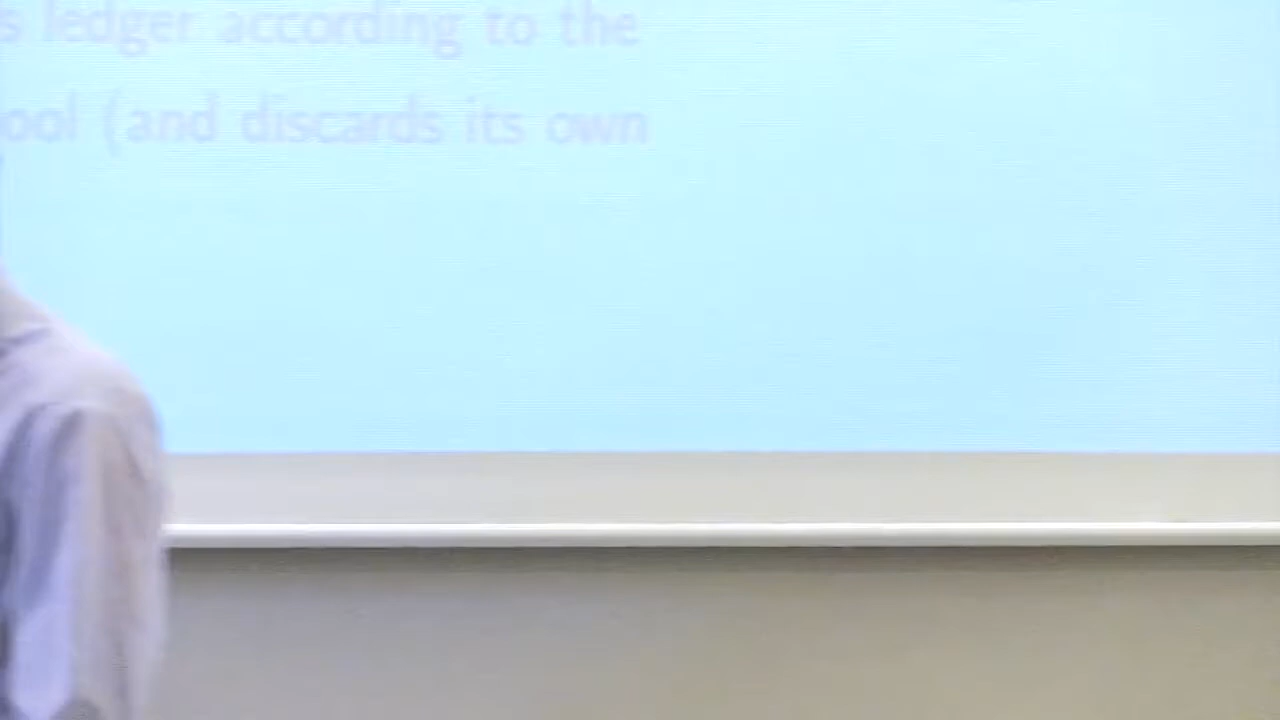 s ledger according to the
ool (and discards its own